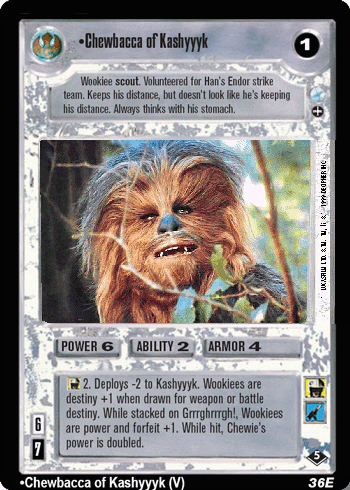 •Chewbacca of Kashyyyk
1
Wookiee scout. Volunteered for Han's Endor strike
team. Keeps his distance, but doesn't look like he's keeping
his distance. Always thinks with his stomach.
POWER 6 ABILITY 2 ARMOR 4
2. Deploys -2 to Kashyyyk. Wookiees are
destiny +1 when drawn for weapon or battle
destiny. While stacked on Grrrghrrrgh!, Wookiees
are power and forfeit +1. While hit, Chewie's
power is doubled.
6
7
5
•Chewbacca of Kashyyyk (V)
36E